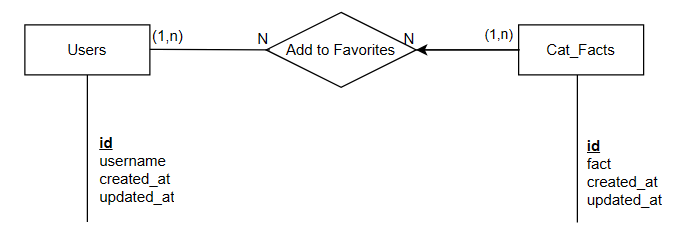 Users
(1,n)
N
Add to Favorites
N
(1,n)
Cat_Facts
id
username
created_at
updated_at
id
fact
created_at
updated_at